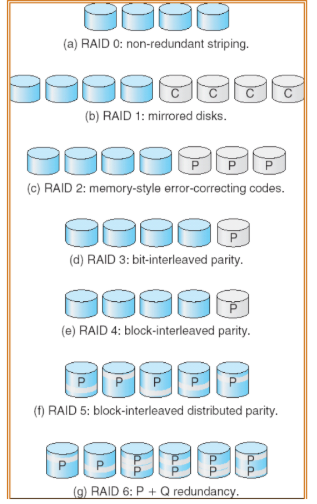 (a) RAID 0: non-redundant striping.
C C C C
(b) RAID 1: mirrored disks.
P P P
(c) RAID 2: memory-style error-correcting codes.
P
(d) RAID 3: bit-interleaved parity.
P
(e) RAID 4: block-interleaved parity.
P P P P P
(f) RAID 5: block-interleaved distributed parity.
P P P P P P
P P P P
(g) RAID 6: P + Q redundancy.